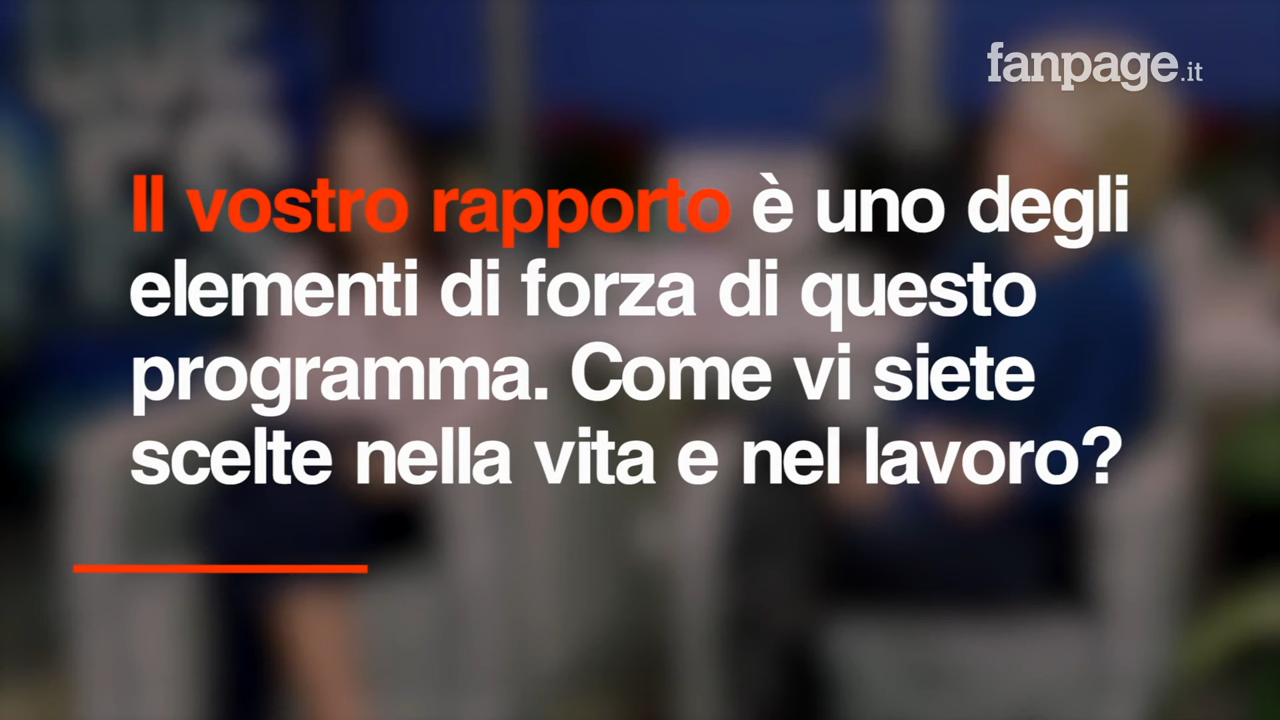 fanpage.it
Il vostro rapporto è uno degli
elementi di forza di questo
programma. Come vi siete
scelte nella vita e nel lavoro?